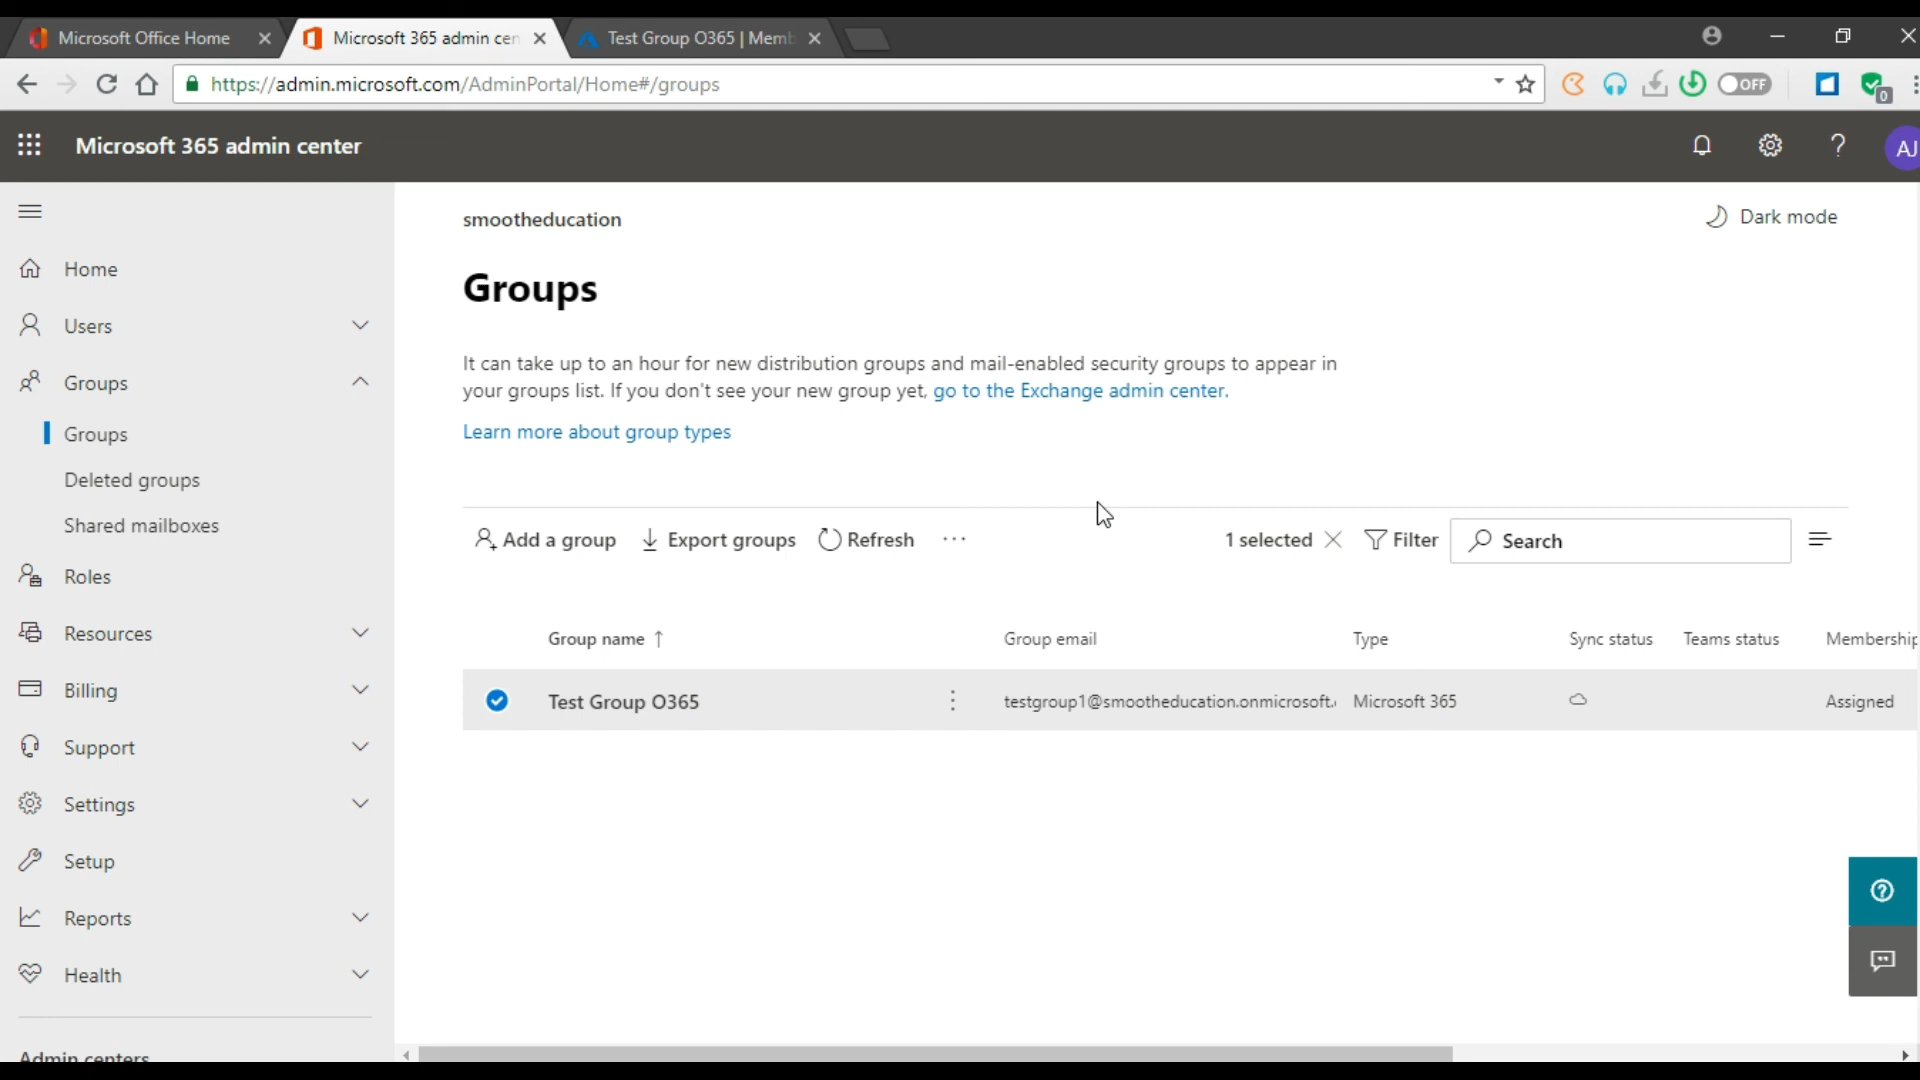 Microsoft Office Home
Microsoft 365 admin cen
Test Group O365 | Memb
https://admin.microsoft.com/AdminPortal/Home#/groups
OFF
0
Microsoft 365 admin center
?
AJ
smootheducation
Dark mode
Home
Users
Groups
Groups
Deleted groups
Shared mailboxes
Roles
Resources
Billing
Support
Settings
Setup
Reports
Health
Admin centers
Groups
It can take up to an hour for new distribution groups and mail-enabled security groups to appear in
your groups list. If you don't see your new group yet, go to the Exchange admin center.
Learn more about group types
Add a group Export groups Refresh ··· 1 selected Filter Search
Group name ↑ Group email Type Sync status Teams status Membership
Test Group O365 testgroup1@smootheducation.onmicrosoft. Microsoft 365 Assigned